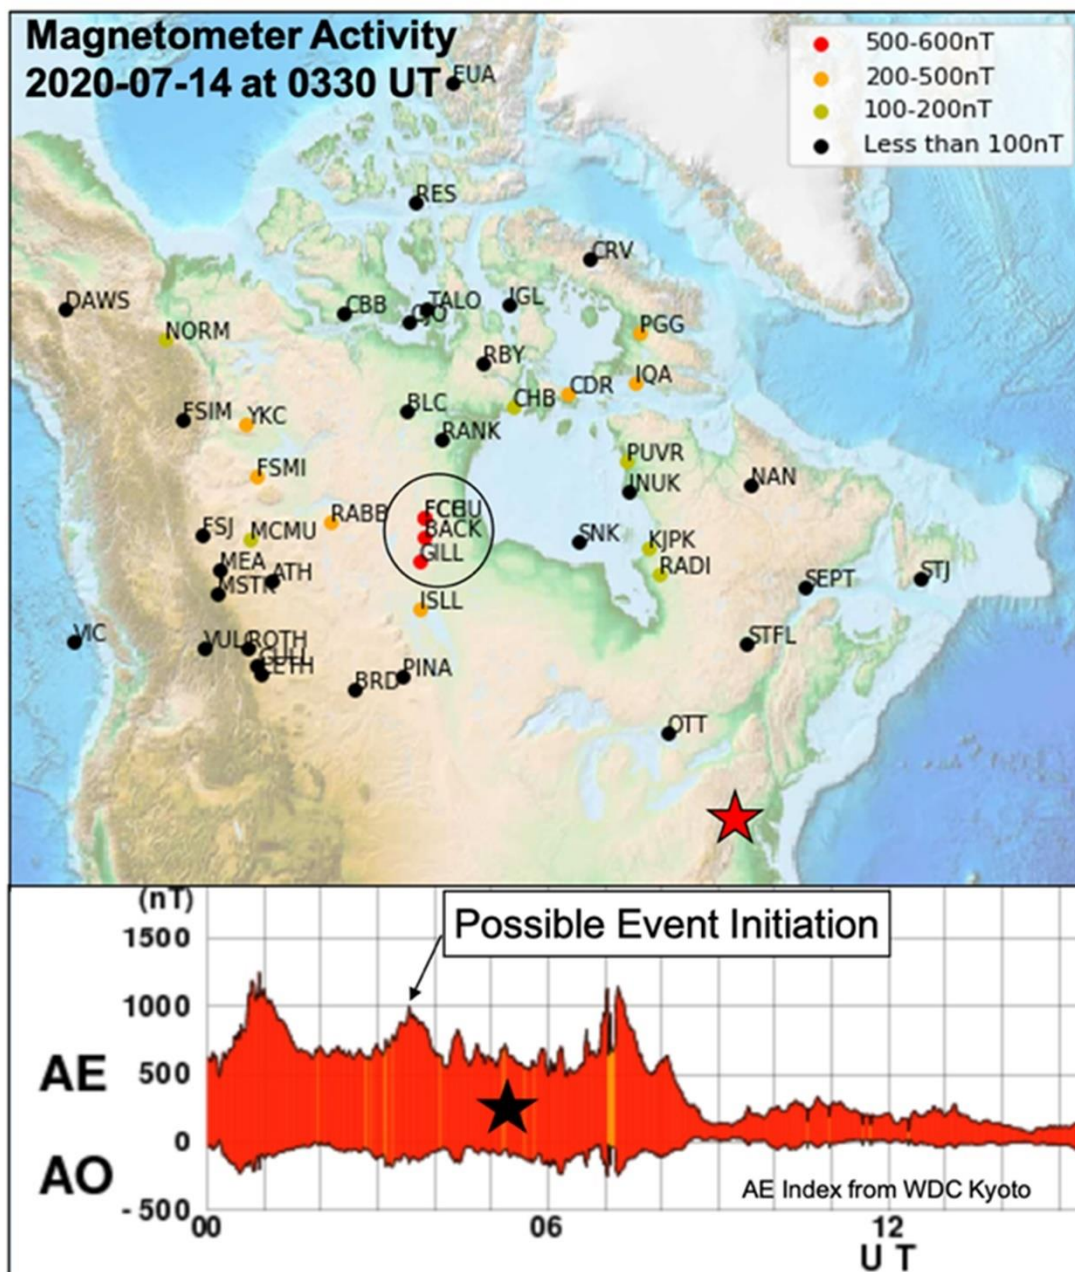 Magnetometer Activity
2020-07-14 at 0330 UT
500-600nT
200-500nT
100-200nT
Less than 100nT
EUA
RES
CRV
DAWS
CBB
TALO
CJO
IGL
NORM
PGG
RBY
IQA
CDR
CHB
BLC
FSIM
YKC
RANK
PUVR
FSMI
NAN
INUK
RABB
FCHU
BACK
GILL
FSJ
MCMU
SNK
KJPK
MEA
ATH
MSTK
RADI
SEPT
STJ
ISLL
VIC
VULC
ROTH
LETH
STFL
BRD
PINA
OTT
(nT)
Possible Event Initiation
1500
1000
AE
500
0
AO
AE Index from WDC Kyoto
-500
00
06
12
U T